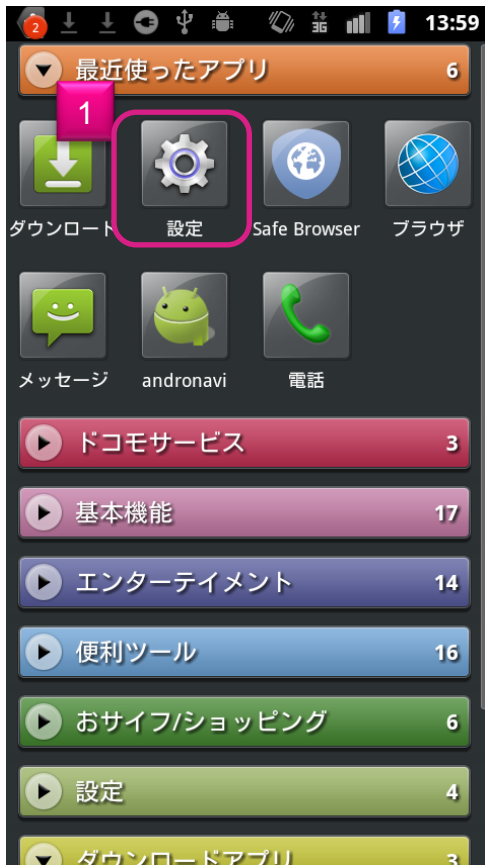 2 3G 13:59
最近使ったアプリ 6
1
ダウンロード 設定 Safe Browser ブラウザ
メッセージ andronavi 電話
ドコモサービス 3
基本機能 17
エンターテイメント 14
便利ツール 16
おサイフ/ショッピング 6
設定 4
ダウンロードアプリ 3